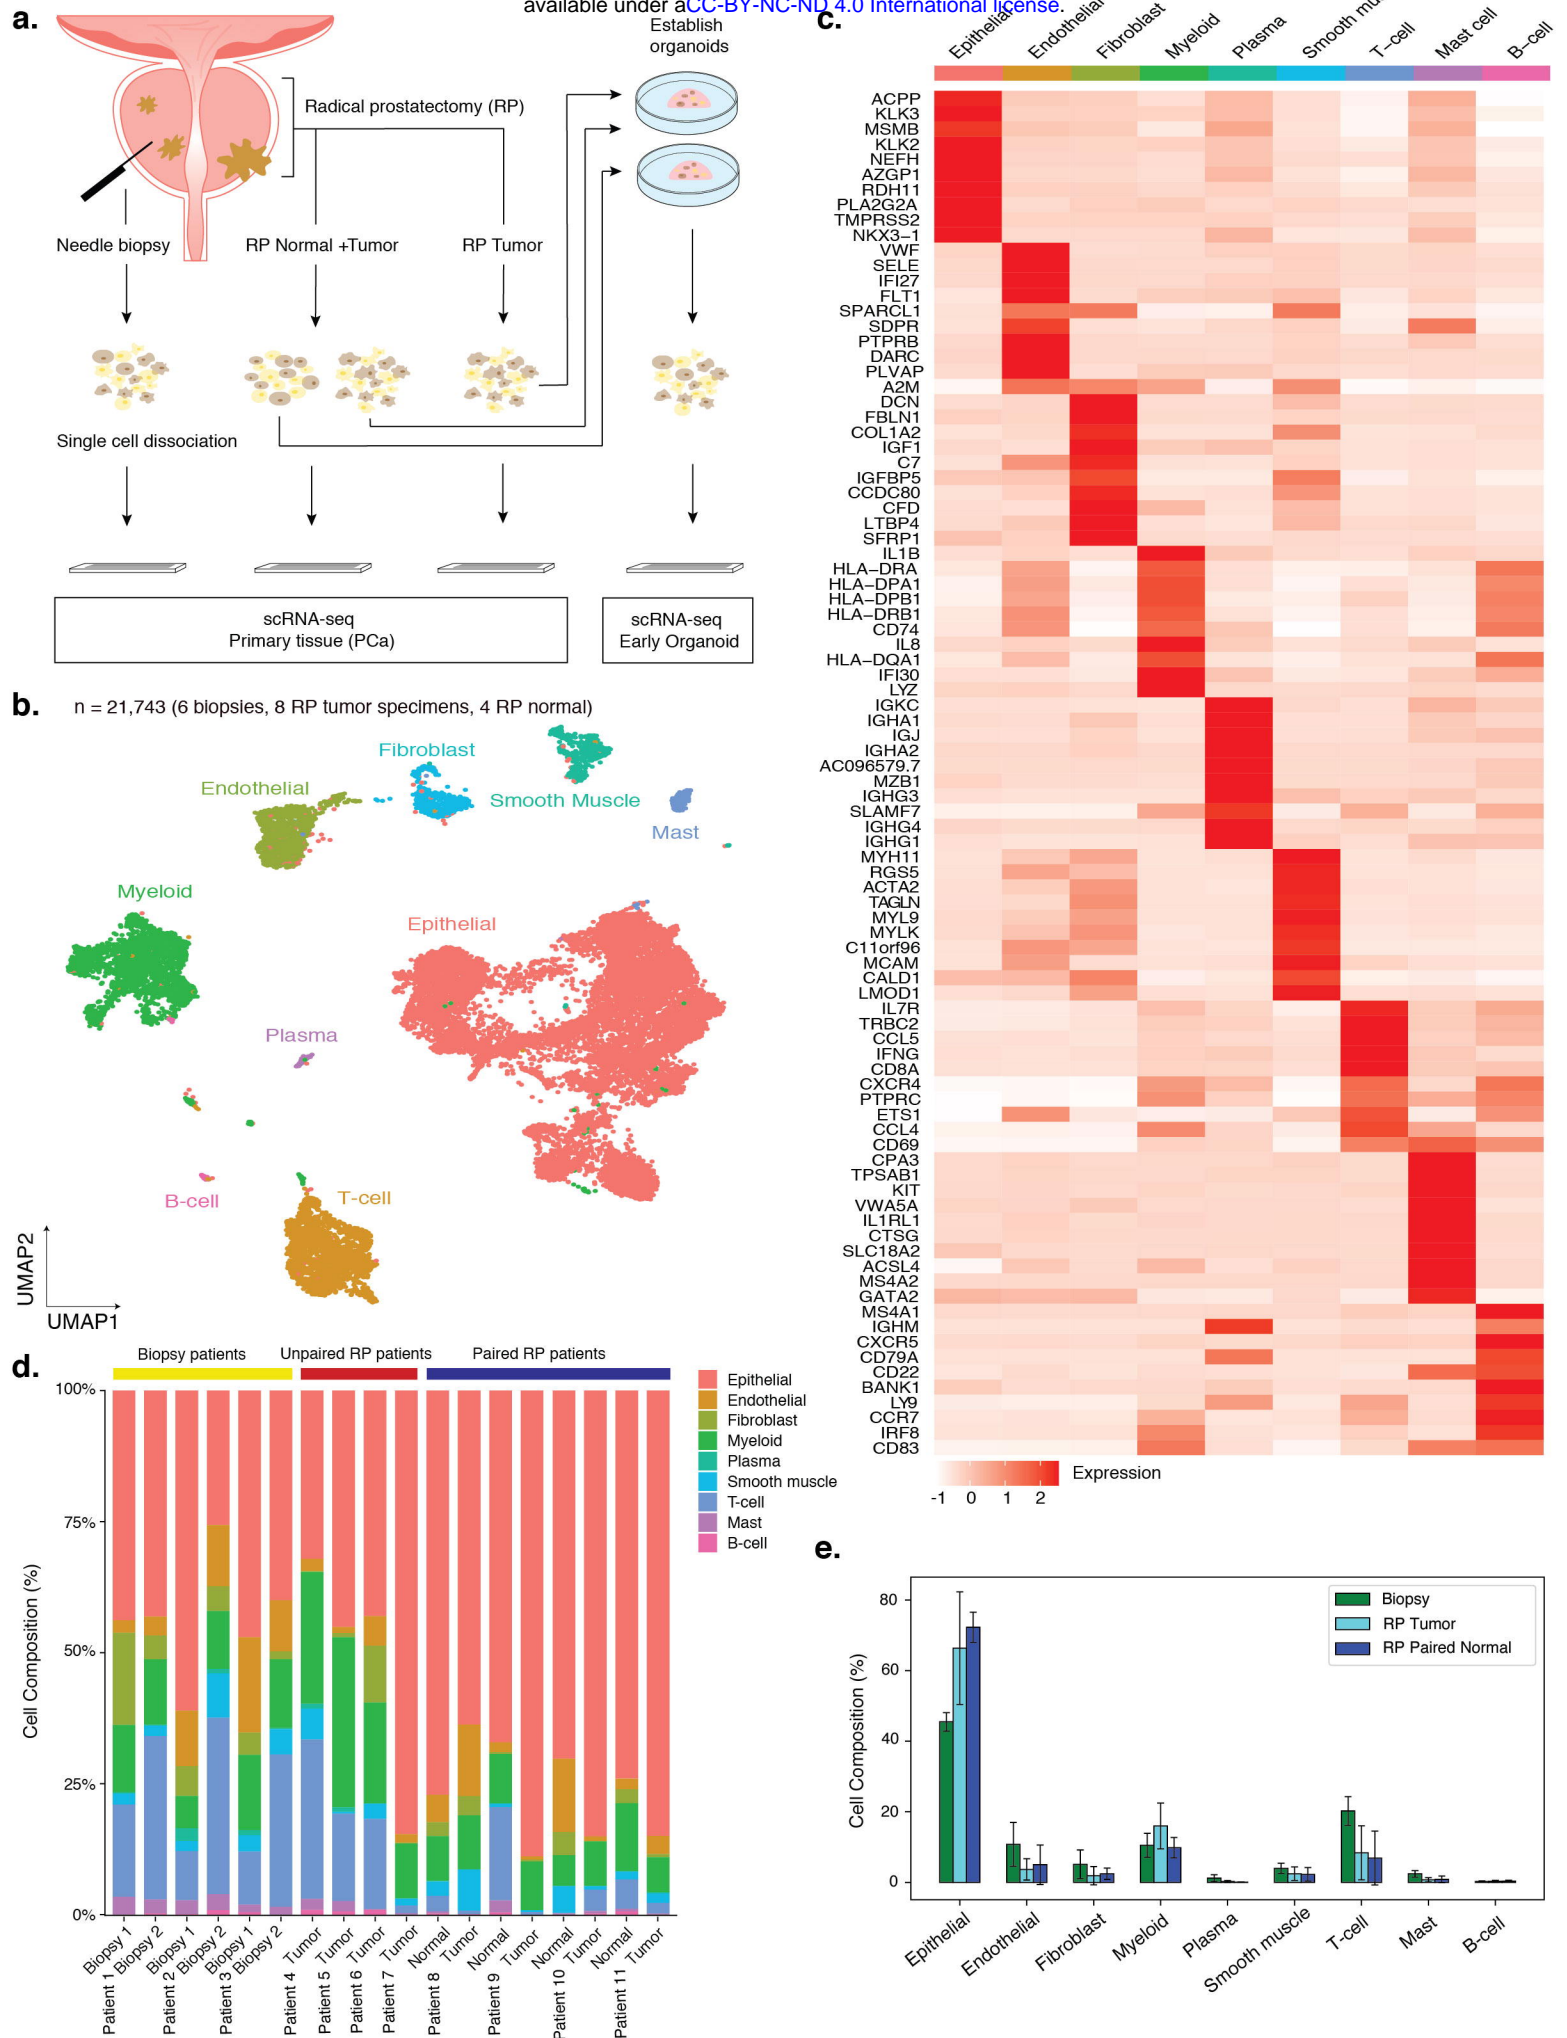 available under aCC-BY-NC-ND 4.0 International license.
a.
Radical prostatectomy (RP)
Establish
organoids
Needle biopsy
RP Normal +Tumor
RP Tumor
Single cell dissociation
scRNA-seq
Primary tissue (PCa)
scRNA-seq
Early Organoid
b.
n = 21,743 (6 biopsies, 8 RP tumor specimens, 4 RP normal)
Fibroblast
Endothelial
Smooth Muscle
Mast
Myeloid
Epithelial
Plasma
B-cell
T-cell
UMAP2
UMAP1
c.
Epithelial
Endothelial
Fibroblast
Myeloid
Plasma
Smooth
T-cell
Mast cell
B-cell
ACPP
KLK3
MSMB
KLK2
NEFH
AZGP1
RDH11
PLA2G2A
TMPRSS2
NKX3-1
VWF
SELE
IFI27
FLT1
SPARCL1
SDPR
PTPRB
DARC
PLVAP
A2M
DCN
FBLN1
COL1A2
IGF1
C7
IGFBP5
CCDC80
CFD
LTBP4
SFRP1
IL1B
HLA-DRA
HLA-DPA1
HLA-DPB1
HLA-DRB1
CD74
IL8
HLA-DQA1
IFI30
LYZ
IGKC
IGHA1
IGJ
IGHA2
AC096579.7
MZB1
IGHG3
SLAMF7
IGHG4
IGHG1
MYH11
RGS5
ACTA2
TAGLN
MYL9
MYLK
C11orf96
MCAM
CALD1
LMOD1
IL7R
TRBC2
CCL5
IFNG
CD8A
CXCR4
PTPRC
ETS1
CCL4
CD69
CPA3
TPSAB1
KIT
VWA5A
IL1RL1
CTSG
SLC18A2
ACSL4
MS4A2
GATA2
MS4A1
IGHM
CXCR5
CD79A
CD22
BANK1
LY9
CCR7
IRF8
CD83
-1 0 1 2
Expression
d.
Biopsy patients
Unpaired RP patients
Paired RP patients
100%
75%
50%
25%
0%
Cell Composition (%)
Epithelial
Endothelial
Fibroblast
Myeloid
Plasma
Smooth muscle
T-cell
Mast
B-cell
Biopsy 1
Biopsy 2
Biopsy 1
Biopsy 2
Biopsy 1
Biopsy 2
Tumor
Tumor
Tumor
Tumor
Normal
Tumor
Normal
Tumor
Normal
Tumor
Normal
Tumor
Patient 1
Patient 2
Patient 3
Patient 4
Patient 5
Patient 6
Patient 7
Patient 8
Patient 9
Patient 10
Patient 11
e.
80
60
40
20
0
Cell Composition (%)
Biopsy
RP Tumor
RP Paired Normal
Epithelial
Endothelial
Fibroblast
Myeloid
Plasma
Smooth muscle
T-cell
Mast
B-cell